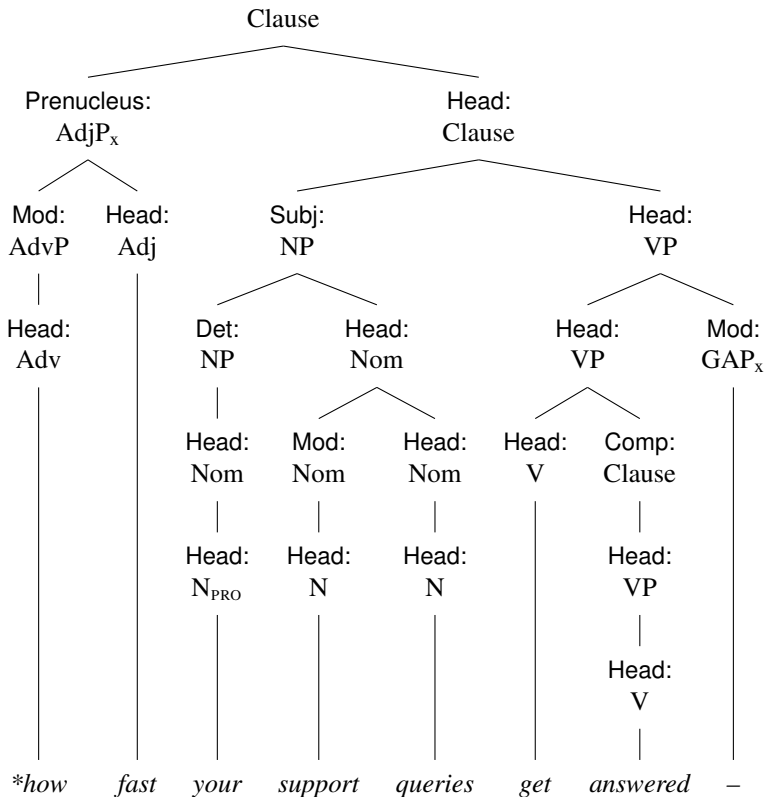 Clause
Prenucleus: Head:
AdjPx Clause
Mod: Head: Subj: Head:
AdvP Adj NP VP
Head: Det: Head: Head: Mod:
Adv NP Nom VP GAPx
Head: Mod: Head: Head: Comp:
Nom Nom Nom V Clause
Head: Head: Head: Head:
NPRO N N VP
Head:
V
*how fast your support queries get answered –